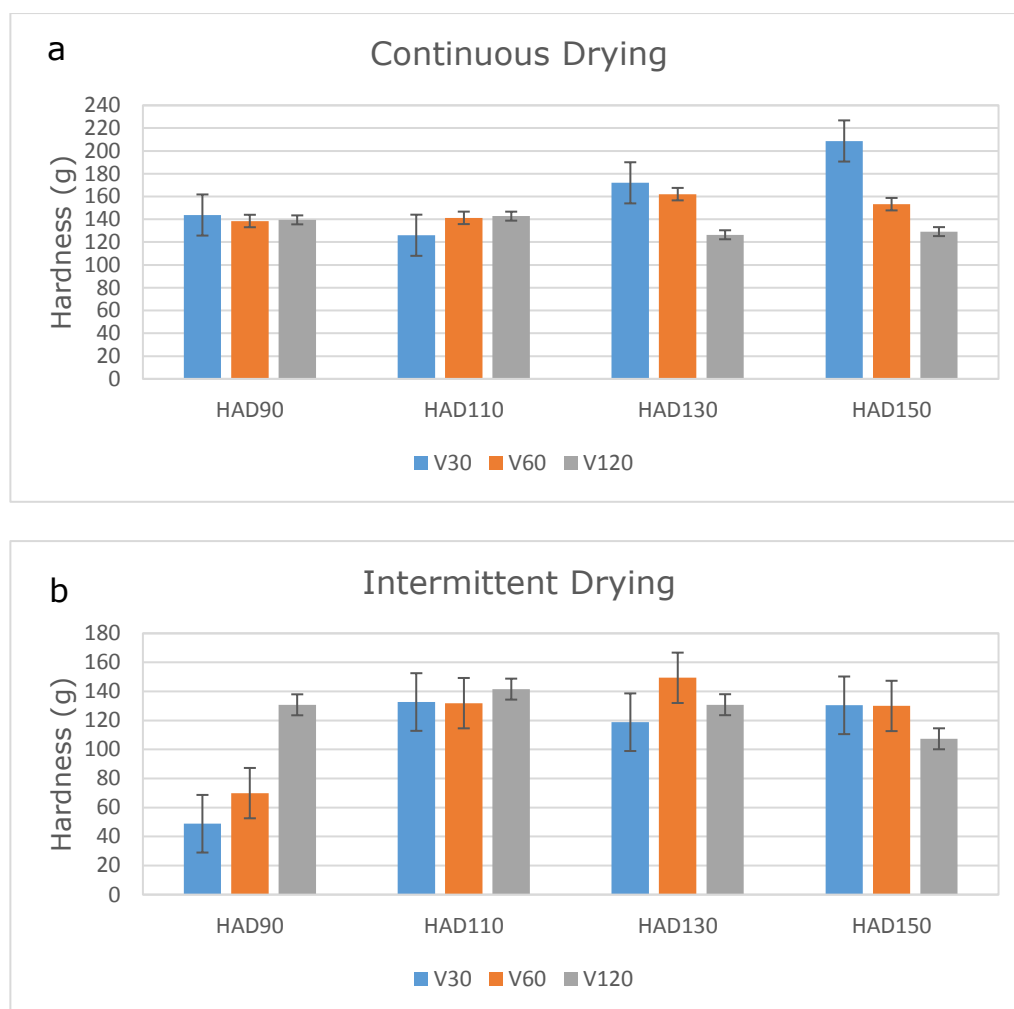 a
Continuous Drying
Hardness (g)
240
220
200
180
160
140
120
100
80
60
40
20
0
HAD90 HAD110 HAD130 HAD150
V30 V60 V120
b
Intermittent Drying
Hardness (g)
180
160
140
120
100
80
60
40
20
0
HAD90 HAD110 HAD130 HAD150
V30 V60 V120